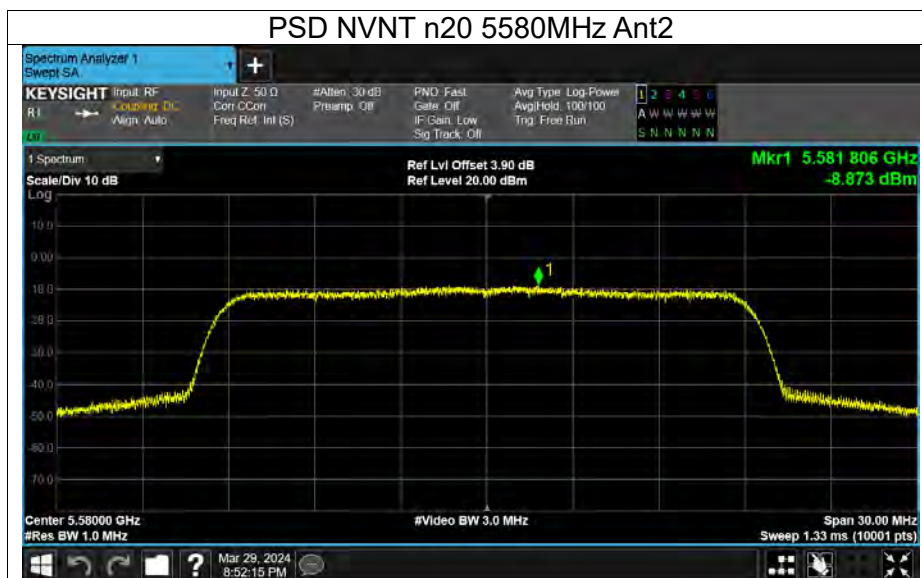 PSD NVNT n20 5580MHz Ant2
Spectrum Analyzer 1
Swept SA
+
KEYSIGHT Input: RF
R L Coupling: DC
Align: Auto
Input Z: 50 Ω
Corr CCorr
Freq Ref: Int (S)
#Atten: 30 dB
Preamp: Off
PNO: Fast
Gate: Off
IF Gain: Low
Sig Track: Off
Avg Type: Log-Power
Avg|Hold: 100/100
Trig: Free Run
1 2 3 4 5 6
A W W W W W
S N N N N N
1 Spectrum
Scale/Div 10 dB
Log
Ref Lvl Offset 3.90 dB
Ref Level 20.00 dBm
Mkr1 5.581 806 GHz
-8.873 dBm
10.0
0.00
-10.0
-20.0
-30.0
-40.0
-50.0
-60.0
-70.0
1
Center 5.58000 GHz
#Res BW 1.0 MHz
#Video BW 3.0 MHz
Span 30.00 MHz
Sweep 1.33 ms (10001 pts)
?
Mar 29, 2024
8:52:15 PM